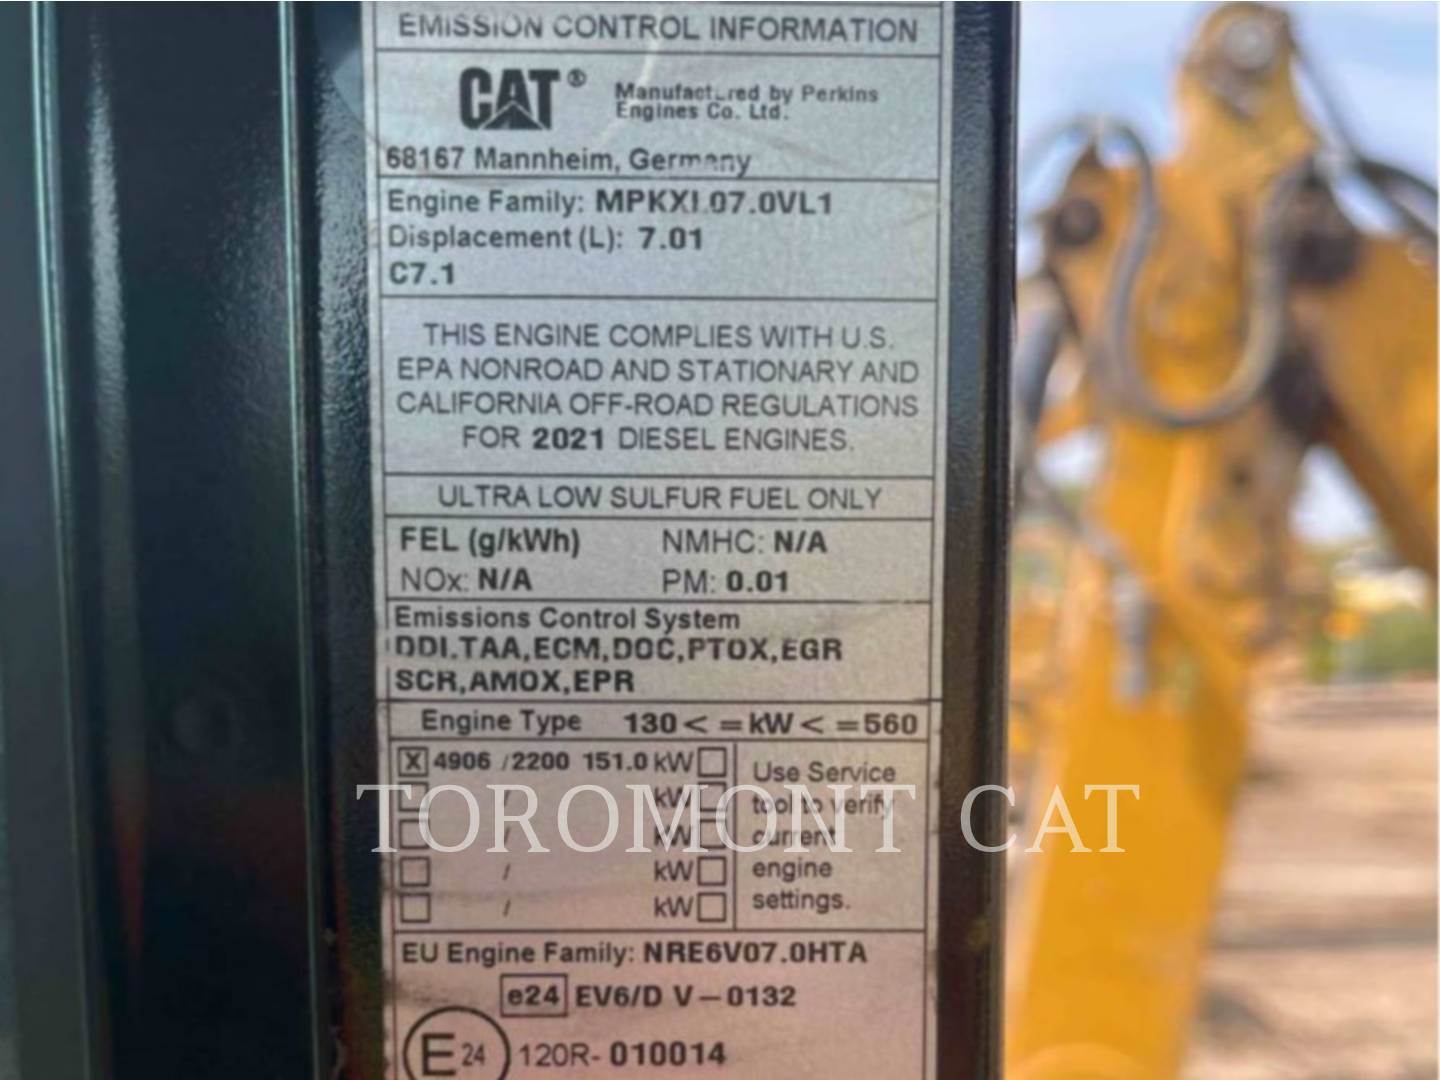 EMISSION CONTROL INFORMATION
CAT® Manufactured by Perkins
Engines Co. Ltd.
68167 Mannheim, Germany
Engine Family: MPKXL07.0VL1
Displacement (L): 7.01
C7.1
THIS ENGINE COMPLIES WITH U.S.
EPA NONROAD AND STATIONARY AND
CALIFORNIA OFF-ROAD REGULATIONS
FOR 2021 DIESEL ENGINES.
ULTRA LOW SULFUR FUEL ONLY
FEL (g/kWh) NMHC: N/A
NOx: N/A PM: 0.01
Emissions Control System
DDI,TAA,ECM,DOC,PTOX,EGR
SCR,AMOX,EPR
Engine Type 130<=kW<=560
X 4906 /2200 151.0 kW Use Service
/ kW tool to verify
/ kW current
/ kW engine
/ kW settings.
TOROMONT CAT
EU Engine Family: NRE6V07.0HTA
e24 EV6/D V-0132
E24 120R-010014